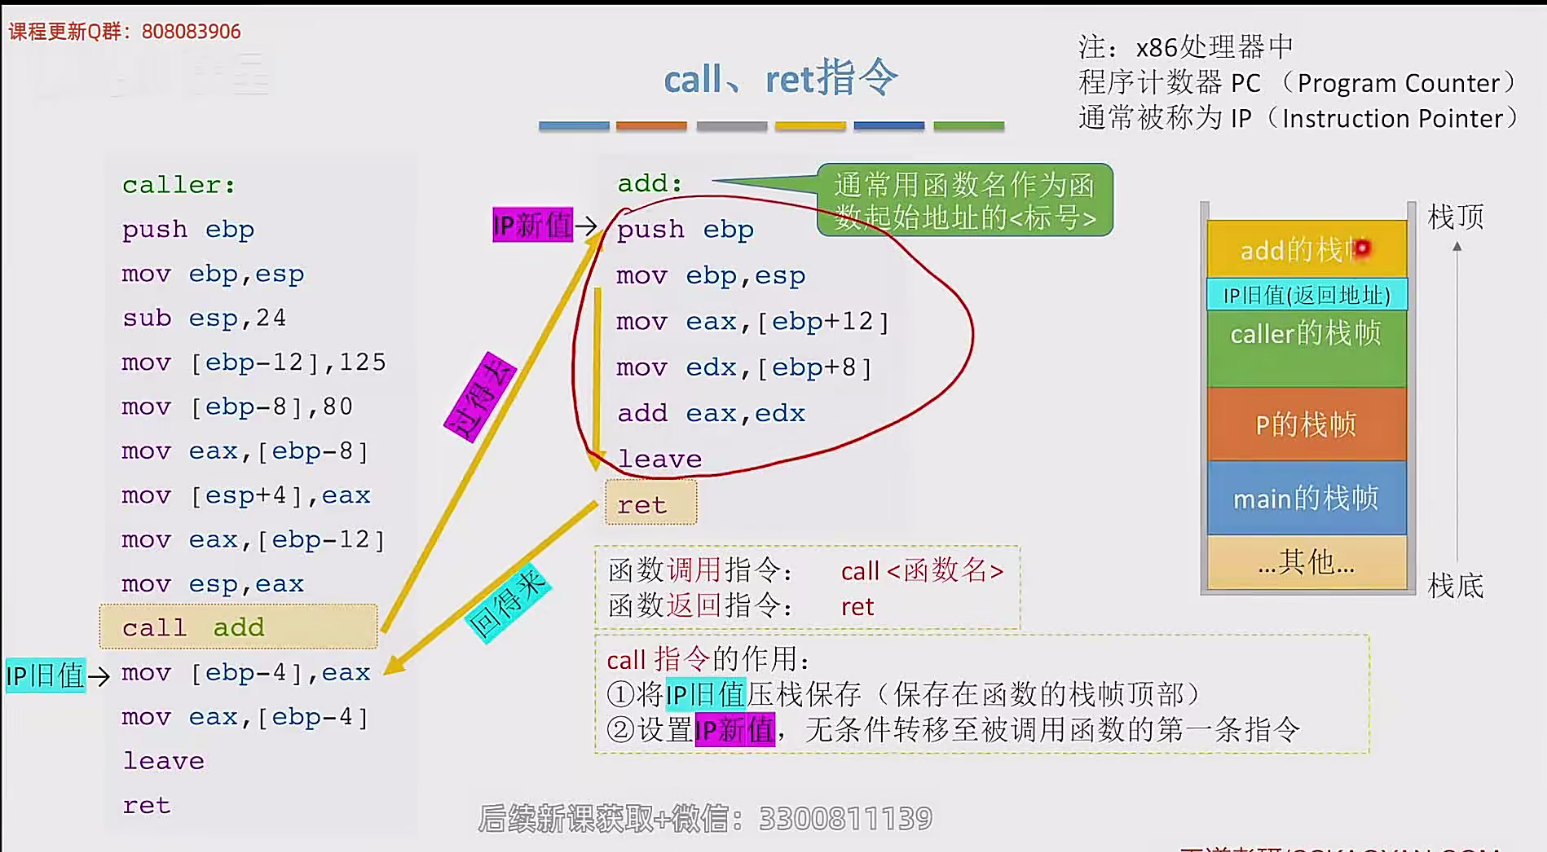 课程更新Q群：808083906
call、ret指令
注：x86处理器中
程序计数器 PC （Program Counter）
通常被称为 IP（Instruction Pointer）
caller:
push ebp
mov ebp,esp
sub esp,24
mov [ebp-12],125
mov [ebp-8],80
mov eax,[ebp-8]
mov [esp+4],eax
mov eax,[ebp-12]
mov esp,eax
call add
IP旧值→
mov [ebp-4],eax
mov eax,[ebp-4]
leave
ret
过得去
回得来
add:
通常用函数名作为函
数起始地址的<标号>
IP新值→
push ebp
mov ebp,esp
mov eax,[ebp+12]
mov edx,[ebp+8]
add eax,edx
leave
ret
函数调用指令： call <函数名>
函数返回指令： ret
call 指令的作用：
①将IP旧值压栈保存（保存在函数的栈帧顶部）
②设置IP新值，无条件转移至被调用函数的第一条指令
栈顶
add的栈帧
IP旧值(返回地址)
caller的栈帧
P的栈帧
main的栈帧
...其他...
栈底
后续新课获取+微信：3300811139